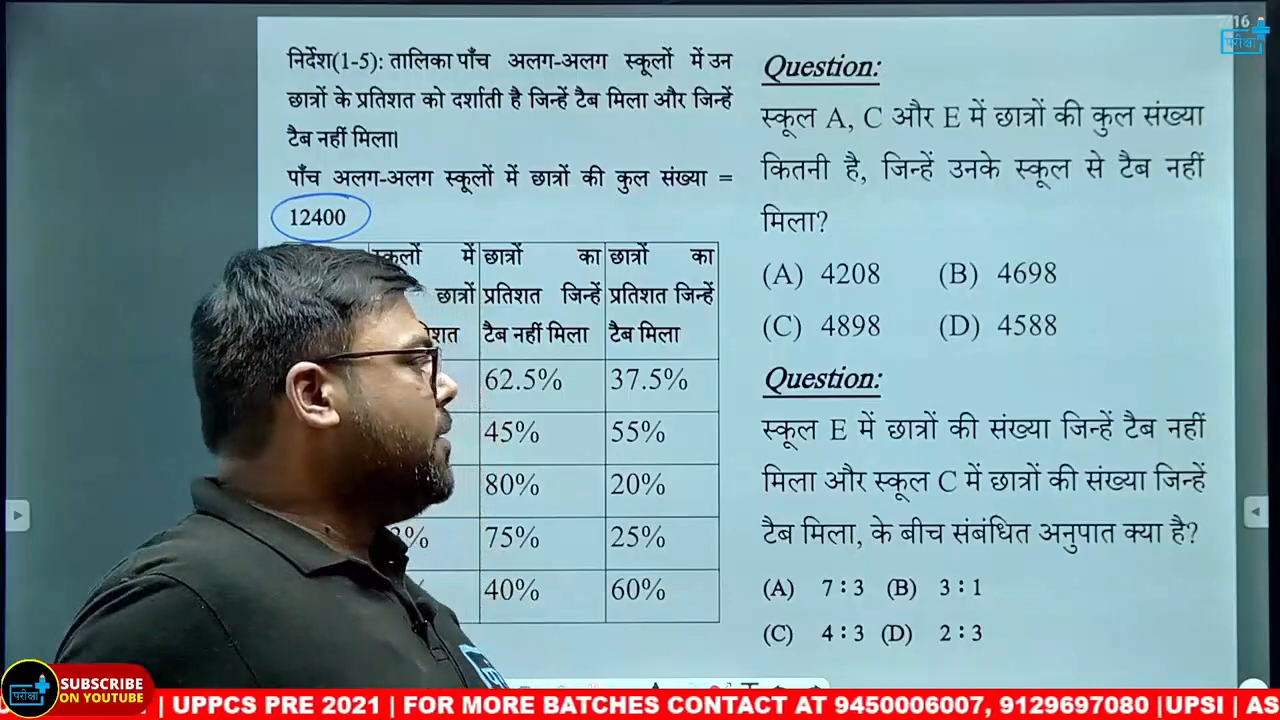 16
परीक्षा
निर्देश(1-5): तालिका पाँच अलग-अलग स्कूलों में उन
छात्रों के प्रतिशत को दर्शाती है जिन्हें टैब मिला और जिन्हें
टैब नहीं मिला।
पाँच अलग-अलग स्कूलों में छात्रों की कुल संख्या =
12400
में छात्रों का छात्रों का
छात्रों प्रतिशत जिन्हें प्रतिशत जिन्हें
टैब नहीं मिला टैब मिला
62.5% 37.5%
45% 55%
80% 20%
75% 25%
40% 60%
Question:
स्कूल A, C और E में छात्रों की कुल संख्या
कितनी है, जिन्हें उनके स्कूल से टैब नहीं
मिला?
(A) 4208 (B) 4698
(C) 4898 (D) 4588
Question:
स्कूल E में छात्रों की संख्या जिन्हें टैब नहीं
मिला और स्कूल C में छात्रों की संख्या जिन्हें
टैब मिला, के बीच संबंधित अनुपात क्या है?
(A) 7 : 3 (B) 3 : 1
(C) 4 : 3 (D) 2 : 3
परीक्षा
SUBSCRIBE
ON YOUTUBE
| UPPCS PRE 2021 | FOR MORE BATCHES CONTACT AT 9450006007, 9129697080 |UPSI | AS